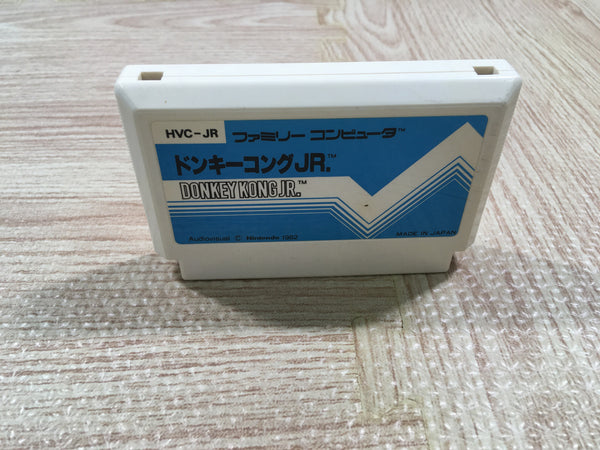 HVC-JR ファミリー コンピュータ™
ドンキーコングJR.™
DONKEY KONG JR.™
Audiovisual © Nintendo 1982
MADE IN JAPAN